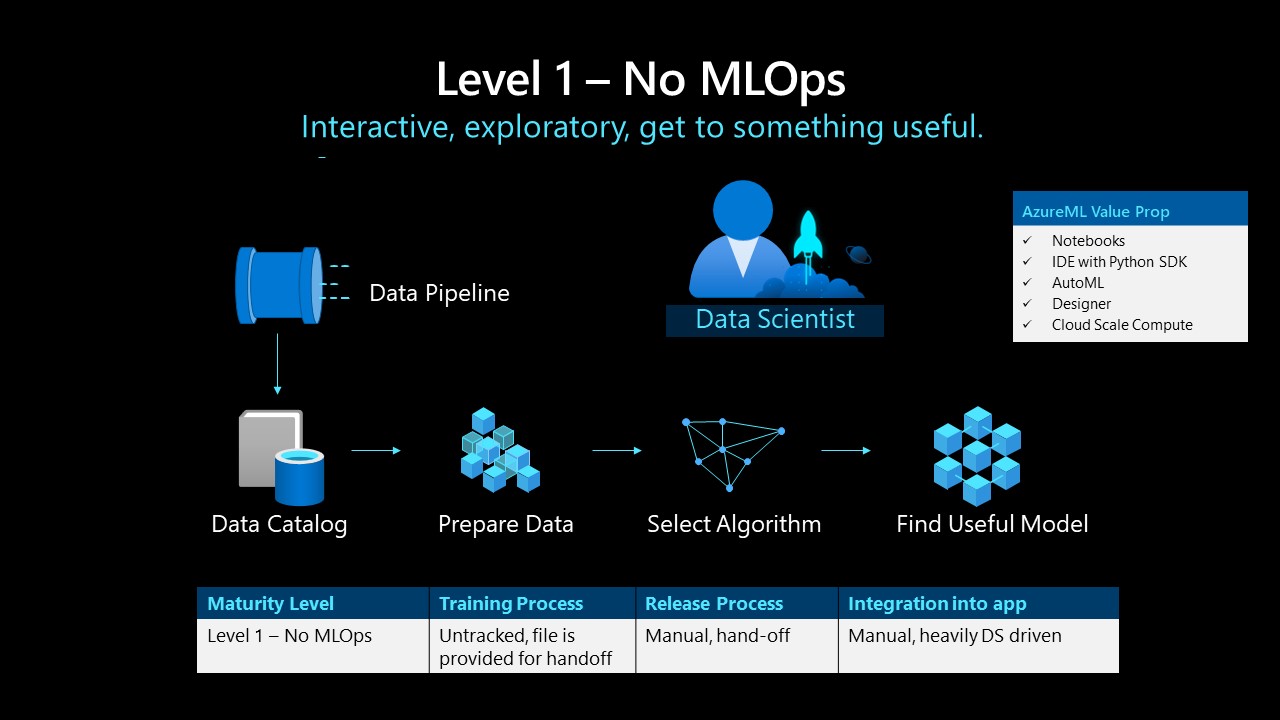 Level 1 – No MLOps
Interactive, exploratory, get to something useful.
Data Pipeline
Data Scientist
AzureML Value Prop
✓ Notebooks
✓ IDE with Python SDK
✓ AutoML
✓ Designer
✓ Cloud Scale Compute
Data Catalog
Prepare Data
Select Algorithm
Find Useful Model
Maturity Level
Training Process
Release Process
Integration into app
Level 1 – No MLOps
Untracked, file is
provided for handoff
Manual, hand-off
Manual, heavily DS driven